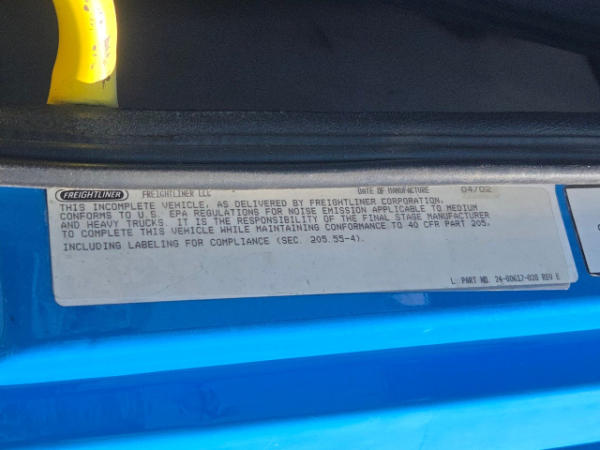 FREIGHTLINER FREIGHTLINER LLC DATE OF MANUFACTURE 04/02
THIS INCOMPLETE VEHICLE, AS DELIVERED BY FREIGHTLINER CORPORATION,
CONFORMS TO U.S. EPA REGULATIONS FOR NOISE EMISSION APPLICABLE TO MEDIUM
AND HEAVY TRUCKS. IT IS THE RESPONSIBILITY OF THE FINAL STAGE MANUFACTURER
TO COMPLETE THIS VEHICLE WHILE MAINTAINING CONFORMANCE TO 40 CFR PART 205,
INCLUDING LABELING FOR COMPLIANCE (SEC. 205.55-4).
L: PART NO. 24-00617-020 REV E